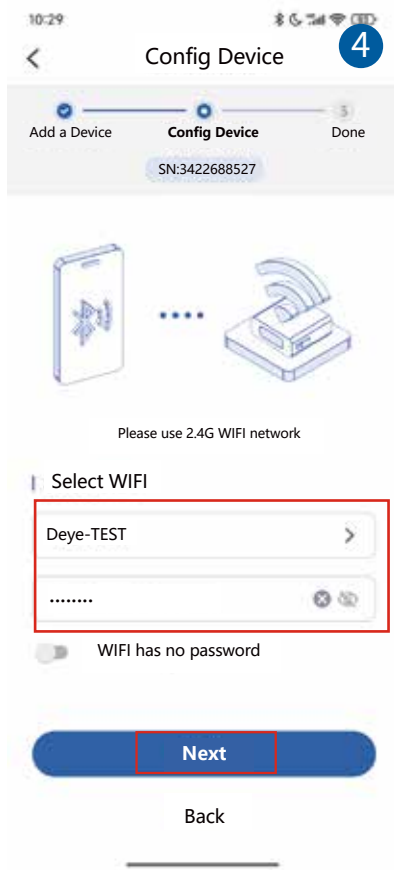 10:29
4
Config Device
3
Add a Device Config Device Done
SN:3422688527
Please use 2.4G WIFI network
Select WIFI
Deye-TEST
........
WIFI has no password
Next
Back